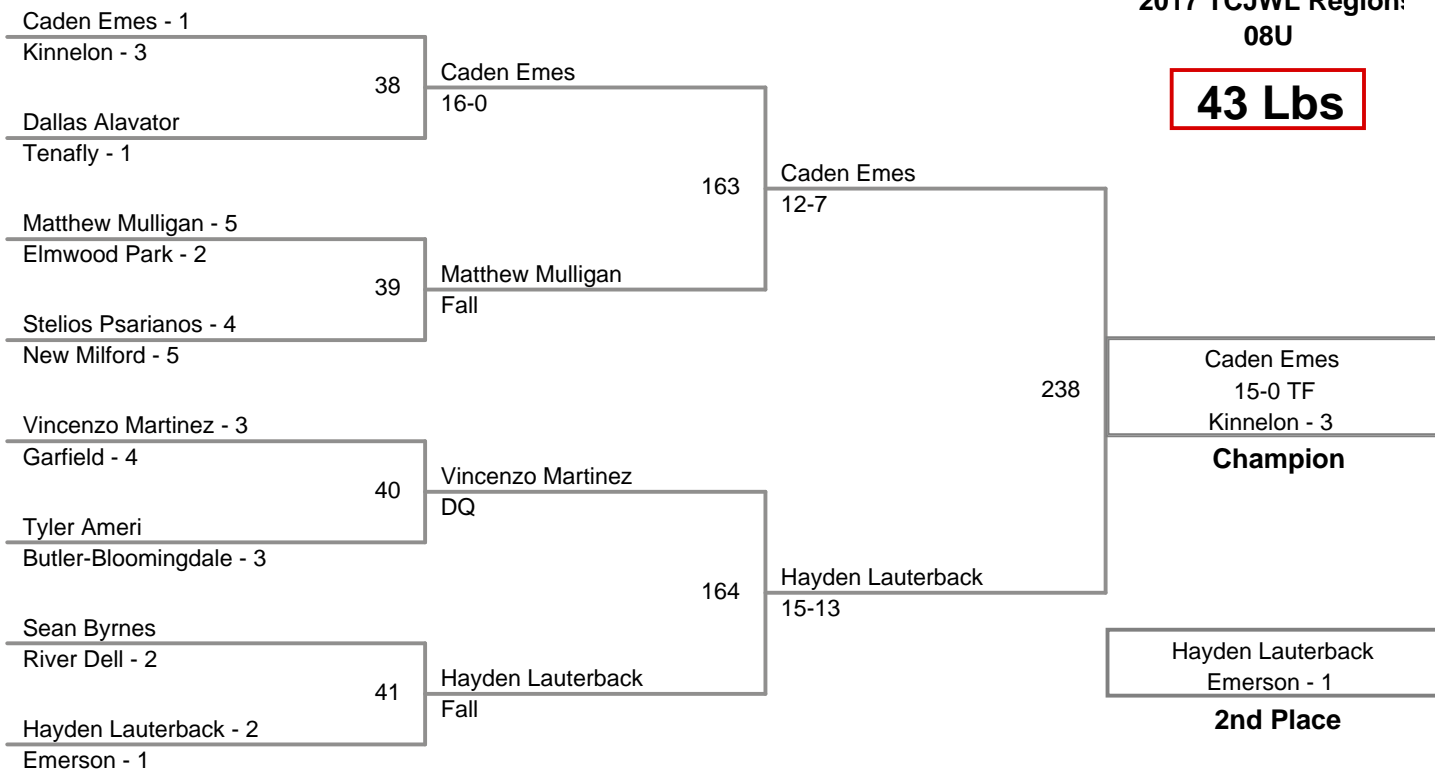 2017 TCJWL Regions
08U
43 Lbs
Caden Emes - 1
Kinnelon - 3
38
Dallas Alavator
Tenafly - 1
Caden Emes
16-0
163
Matthew Mulligan - 5
Elmwood Park - 2
39
Stelios Psarianos - 4
New Milford - 5
Matthew Mulligan
Fall
Caden Emes
12-7
238
Vincenzo Martinez - 3
Garfield - 4
40
Tyler Ameri
Butler-Bloomingdale - 3
Vincenzo Martinez
DQ
164
Sean Byrnes
River Dell - 2
41
Hayden Lauterback - 2
Emerson - 1
Hayden Lauterback
Fall
Hayden Lauterback
15-13
Caden Emes
15-0 TF
Kinnelon - 3
Champion
Hayden Lauterback
Emerson - 1
2nd Place